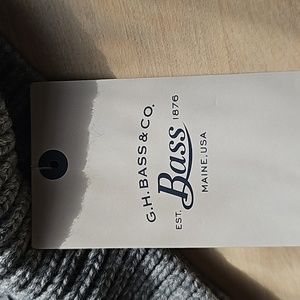 G.H. BASS & CO.
Bass
EST. 1876
MAINE, USA